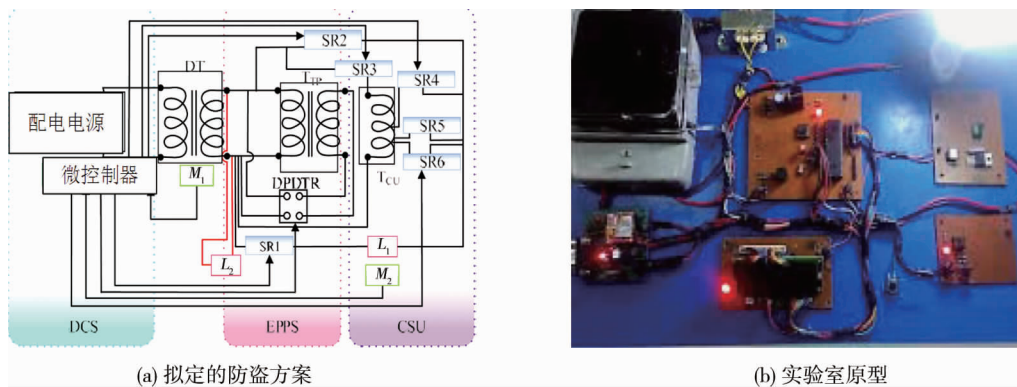 SR2
SR3
SR4
DT
T_TP
配电电源
SR5
SR6
微控制器
M₁
T_CU
DPDTR
SR1
L₁
L₂
M₂
DCS
EPPS
CSU
(a) 拟定的防盗方案
(b) 实验室原型